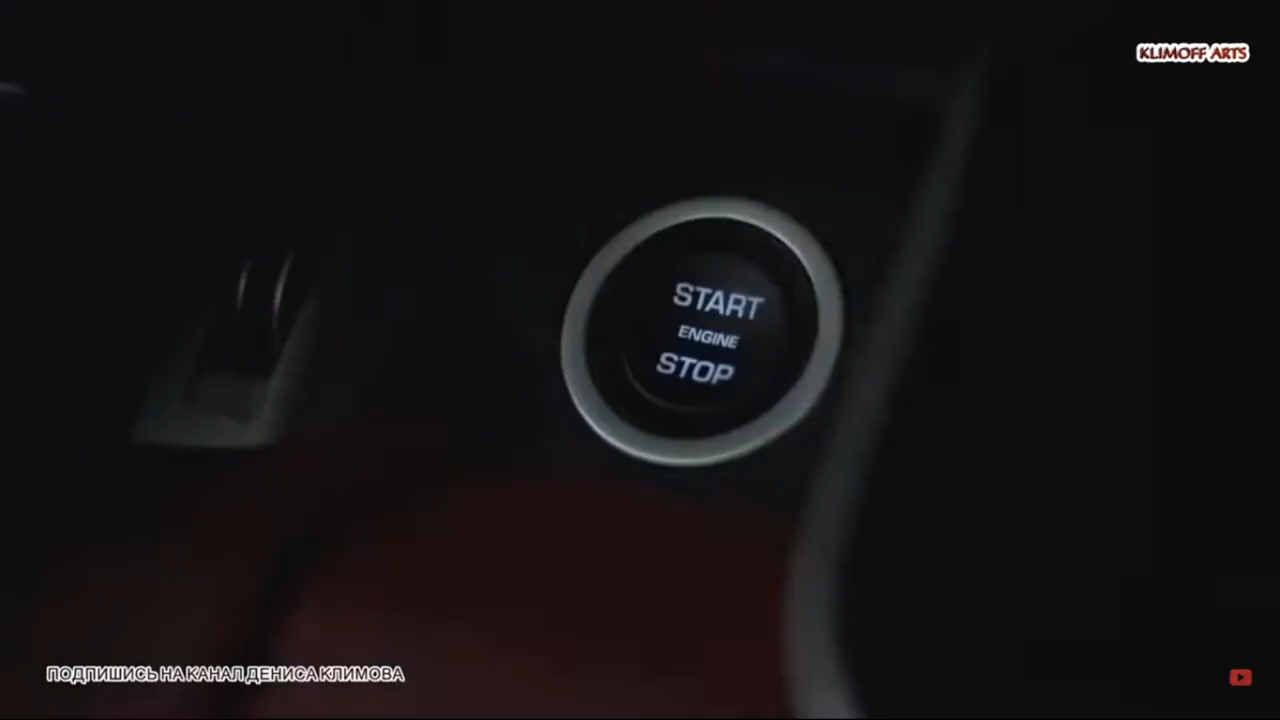 KLIMOFF ARTS
START
ENGINE
STOP
ПОДПИШИСЬ НА КАНАЛ ДЕНИСА КЛИМОВА